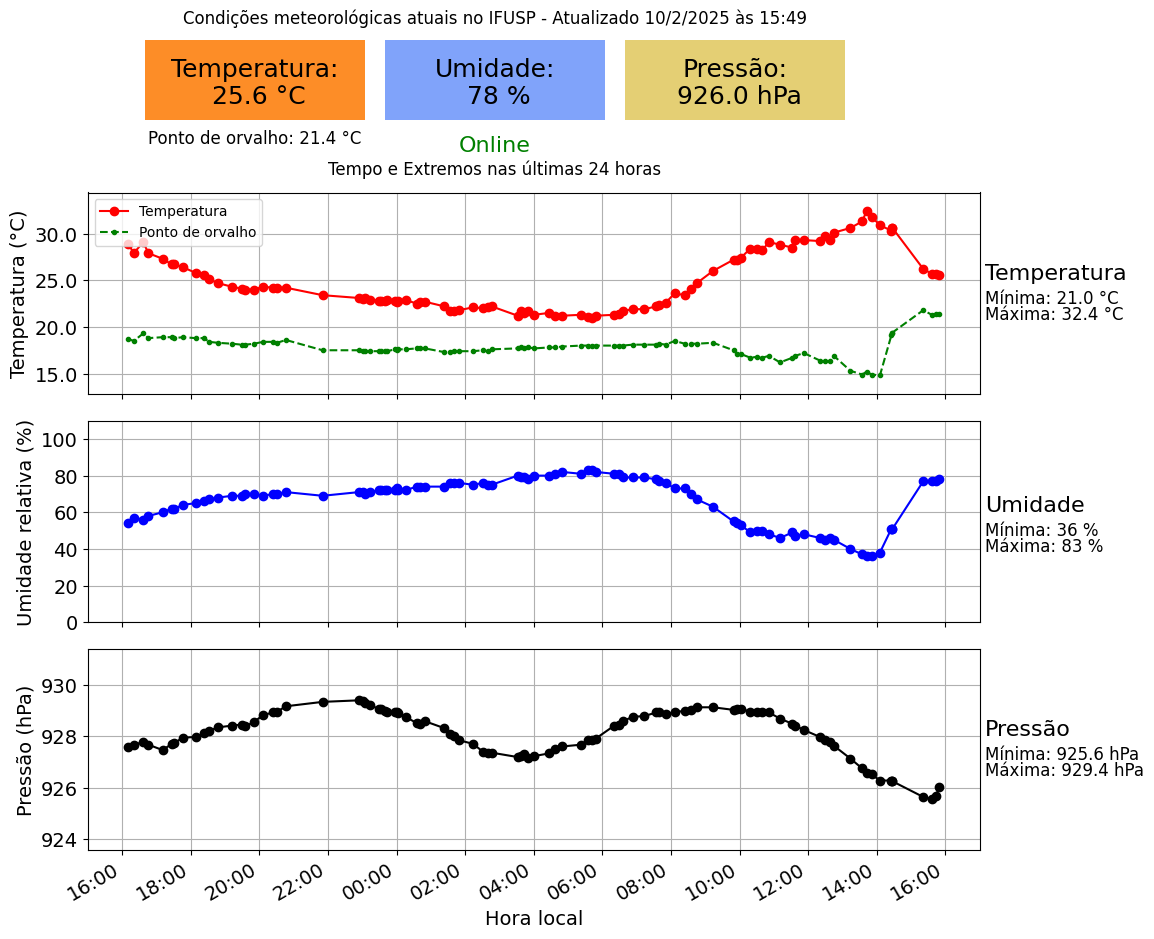 Condições meteorológicas atuais no IFUSP - Atualizado 10/2/2025 às 15:49
Temperatura:
25.6 °C
Umidade:
78 %
Pressão:
926.0 hPa
Ponto de orvalho: 21.4 °C
Online
Tempo e Extremos nas últimas 24 horas
Temperatura (°C)
30.0
25.0
20.0
15.0
Temperatura
Ponto de orvalho
Temperatura
Mínima: 21.0 °C
Máxima: 32.4 °C
Umidade relativa (%)
100
80
60
40
20
0
Umidade
Mínima: 36 %
Máxima: 83 %
Pressão (hPa)
930
928
926
924
Pressão
Mínima: 925.6 hPa
Máxima: 929.4 hPa
16:00
18:00
20:00
22:00
00:00
02:00
04:00
06:00
08:00
10:00
12:00
14:00
16:00
Hora local